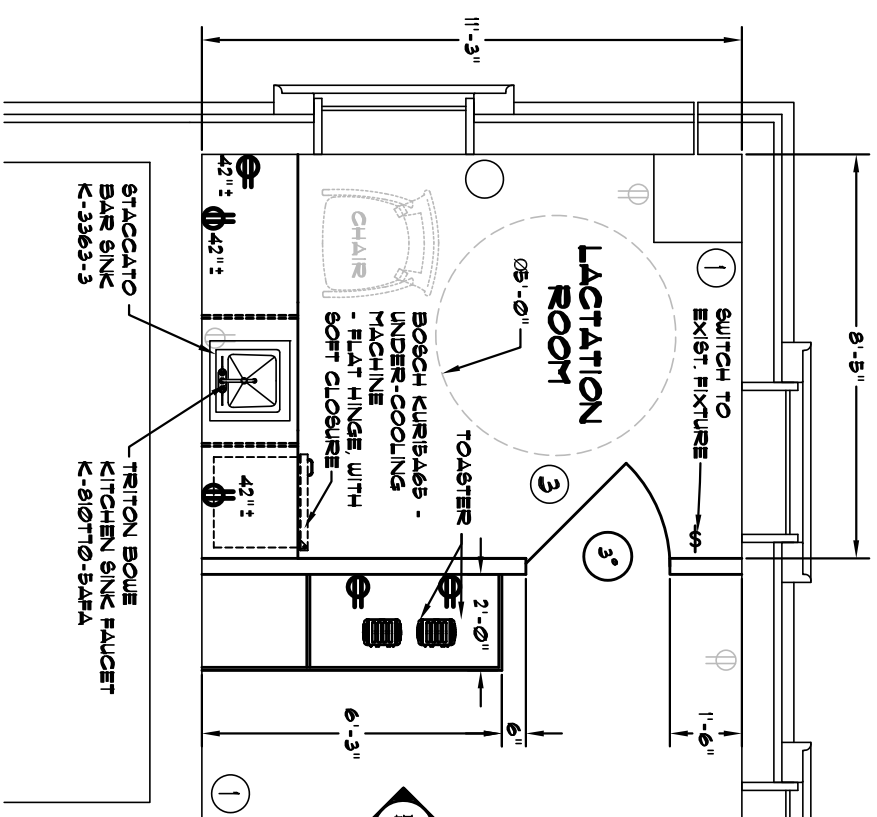 11'-3"
8'-5"
LACTATION
ROOM
Ø5'-0"
CHAIR
1
SWITCH TO
EXIST. FIXTURE
S
BOSCH KUR15A65 -
UNDER-COOLING
MACHINE
- FLAT HINGE, WITH
SOFT CLOSURE
TOASTER
3
3°
42"±
42"±
42"±
STACCATO
BAR SINK
K-3363-3
TRITON BOWE
KITCHEN SINK FAUCET
K-810T70-5AFA
2'-0"
6'-3"
6"
1'-6"
1